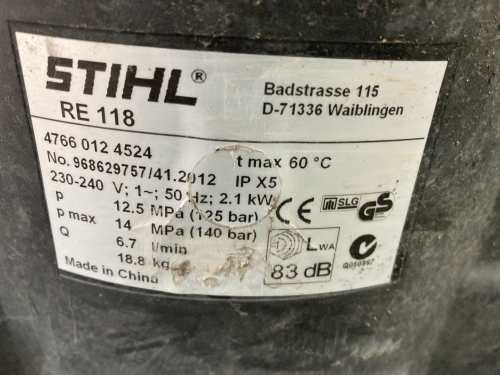 STIHL®
RE 118
Badstrasse 115
D-71336 Waiblingen
4766 012 4524
t max 60 °C
No. 968629757/41.2012 IP X5
230-240 V; 1~; 50 Hz; 2.1 kW
p 12.5 MPa (125 bar)
p max 14 MPa (140 bar)
Q 6.7 l/min
18,8 kg
Made in China
CE
SLG
GS
LWA
83 dB